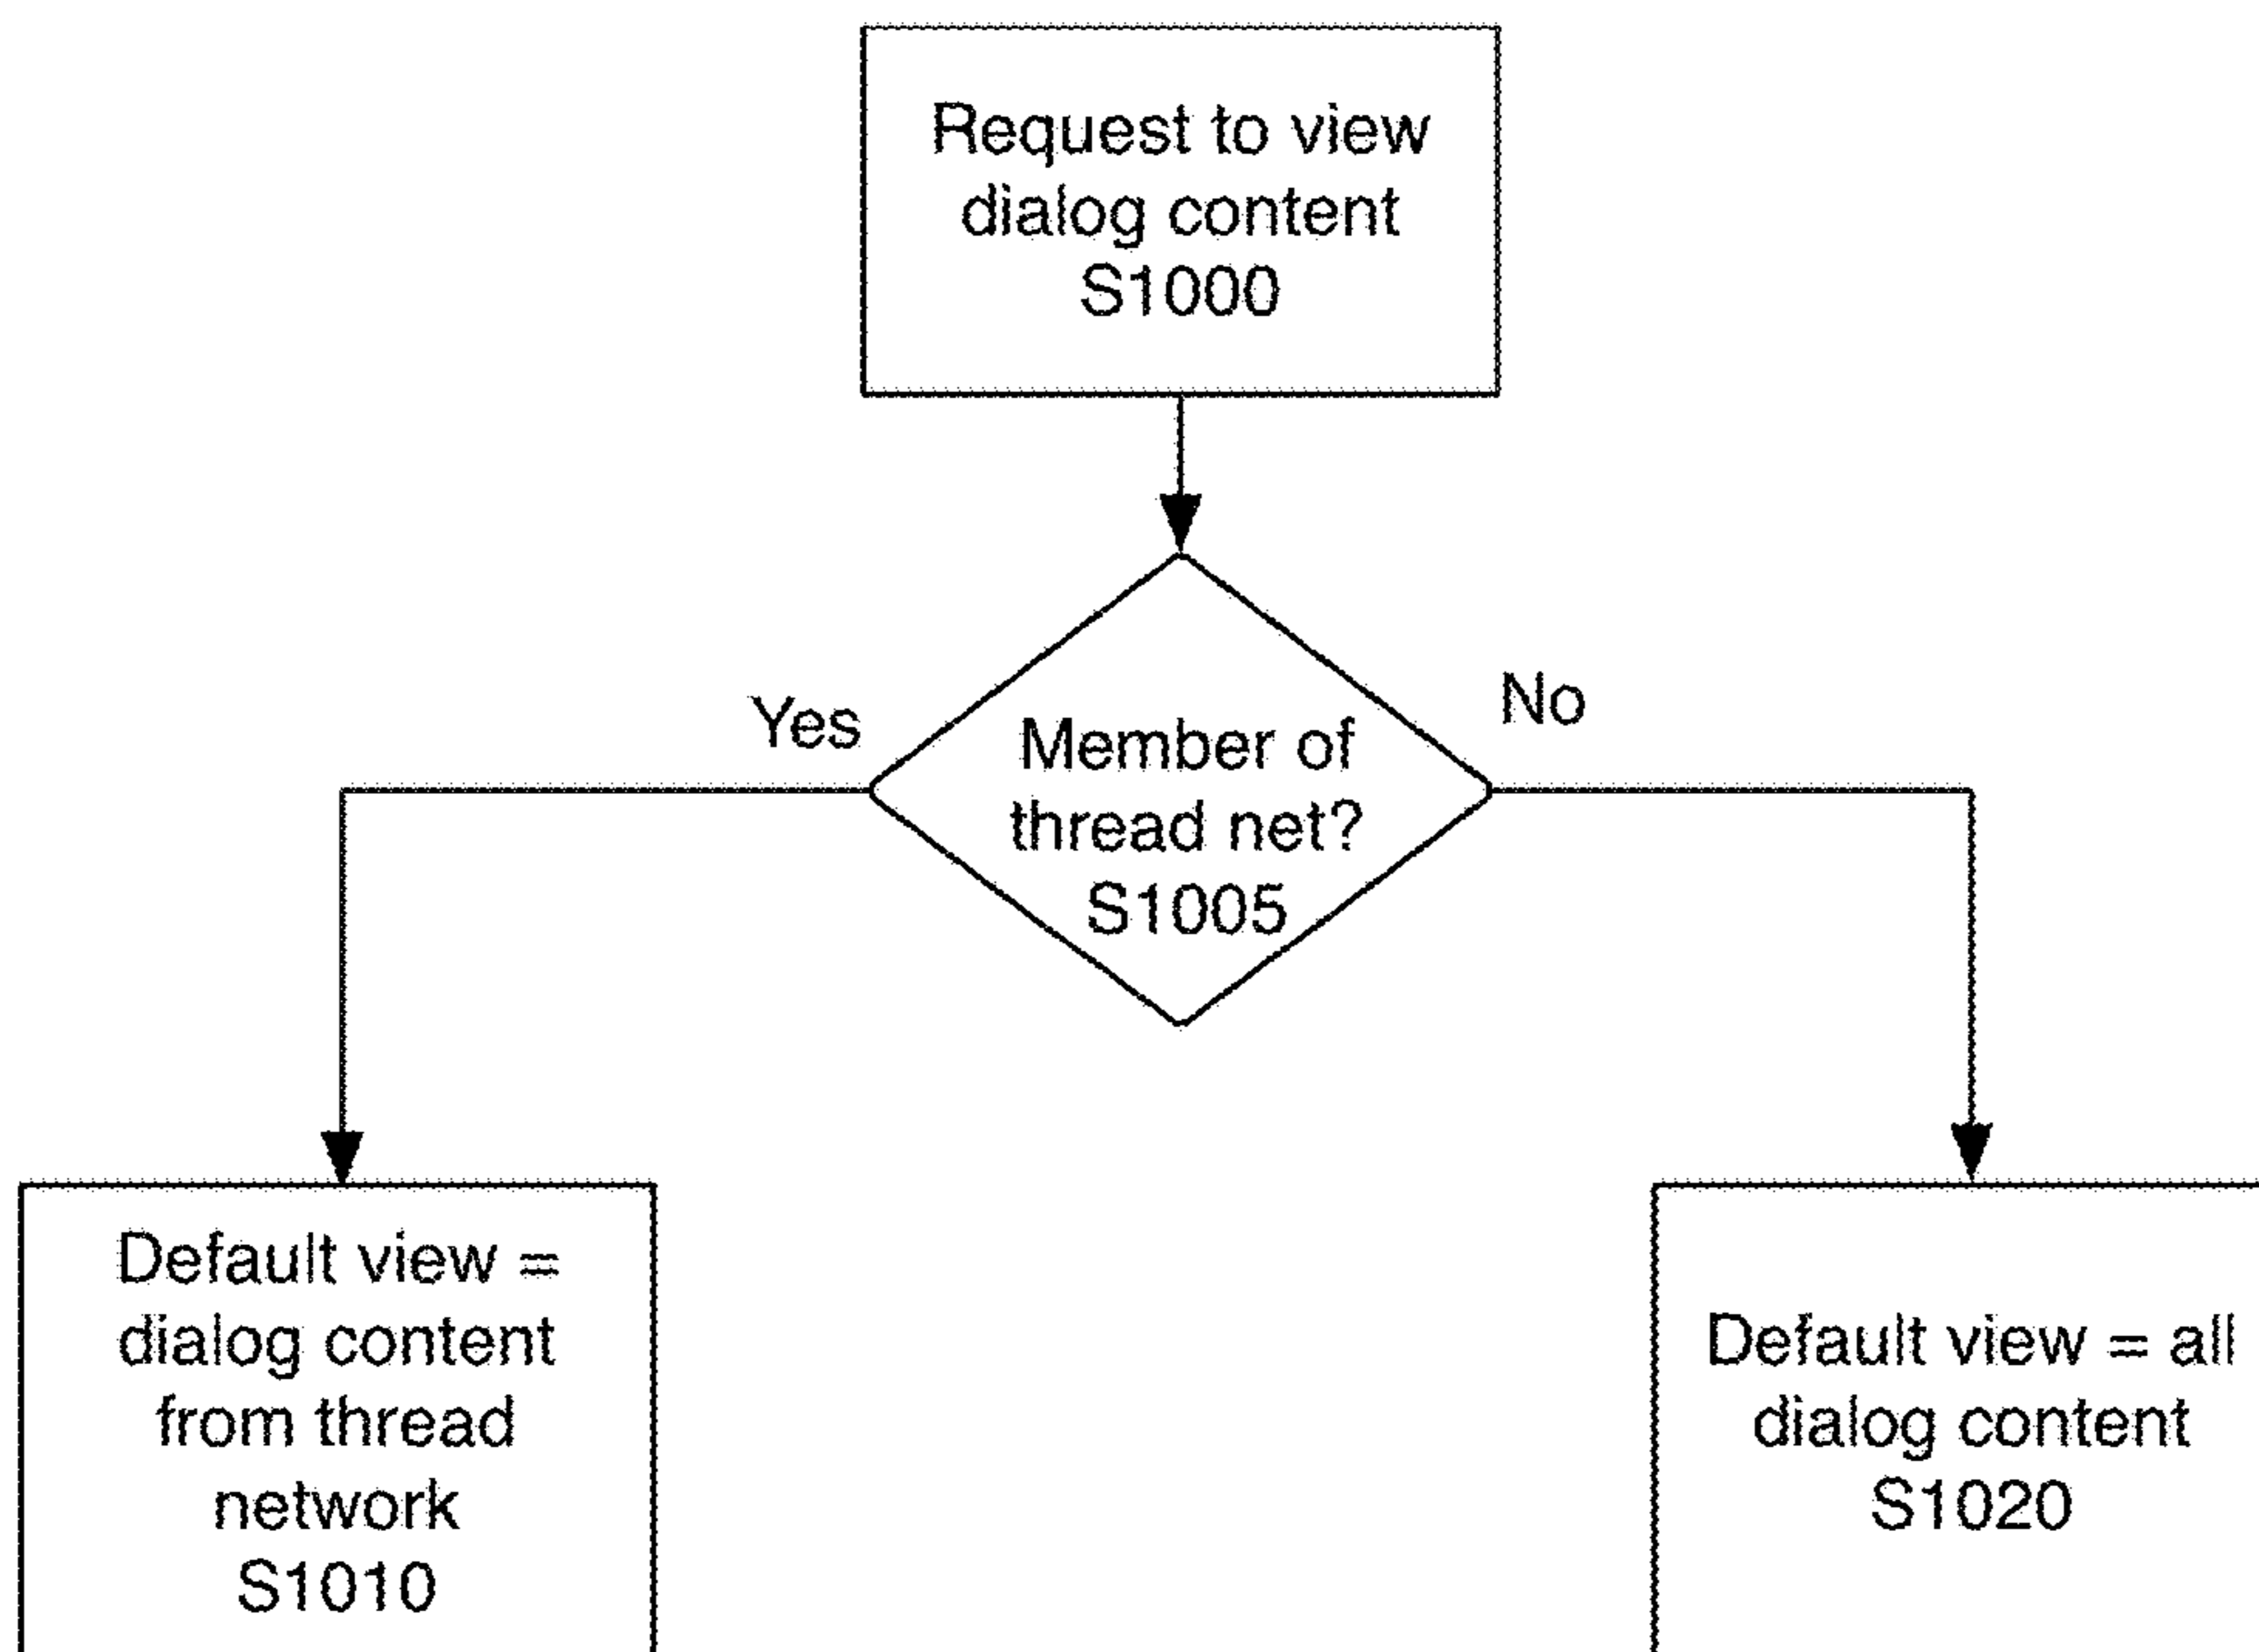 Request to view
dialog content
S1000
Yes
No
Member of
thread net?
S1005
Default view =
dialog content
from thread
network
S1010
Default view = all
dialog content
S1020